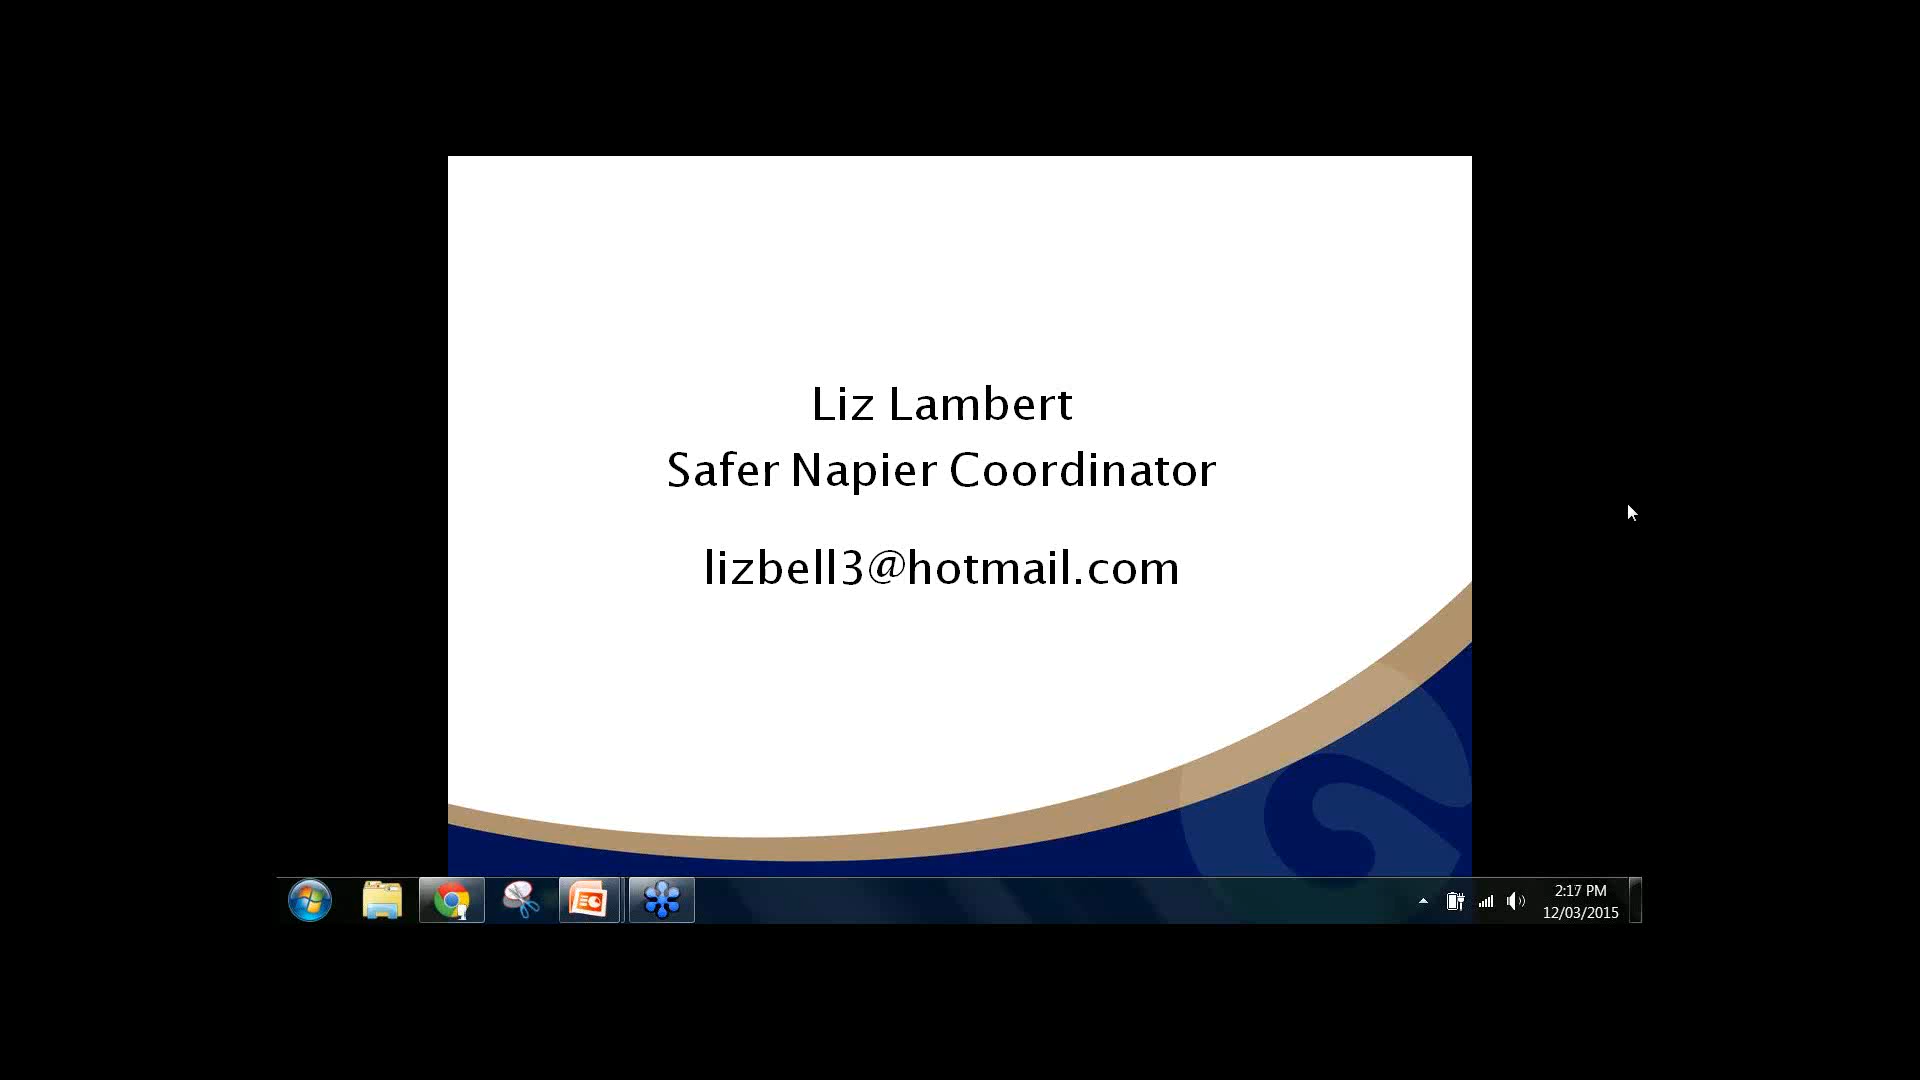 Liz Lambert
Safer Napier Coordinator
lizbell3@hotmail.com
2:17 PM
12/03/2015